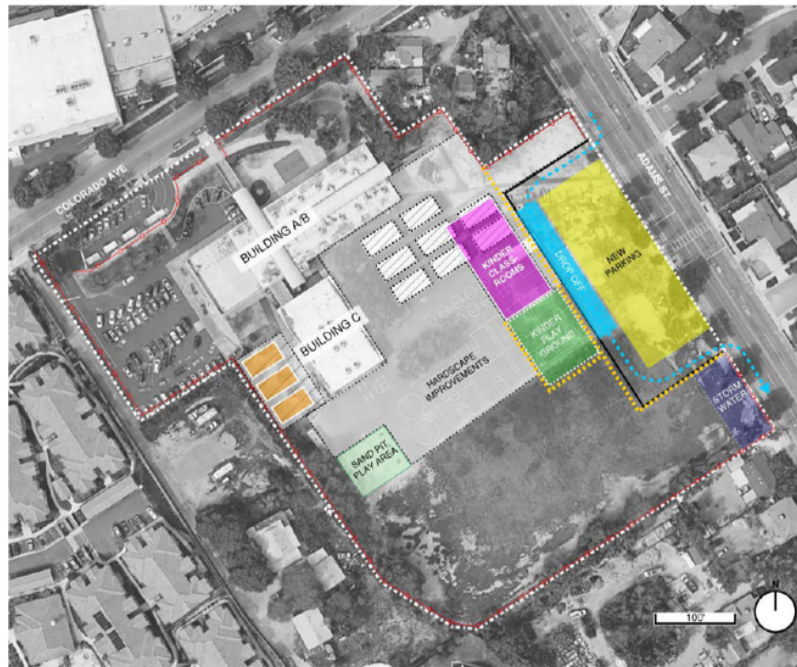 COLORADO AVE
ADAMS ST
BUILDING A/B
KINDER
CLASS-
ROOMS
DROP OFF
NEW
PARKING
BUILDING C
KINDER PLAY
GROUND
HARDSCAPE
IMPROVEMENTS
STORM
WATER
SAND PIT
PLAY AREA
N
100'